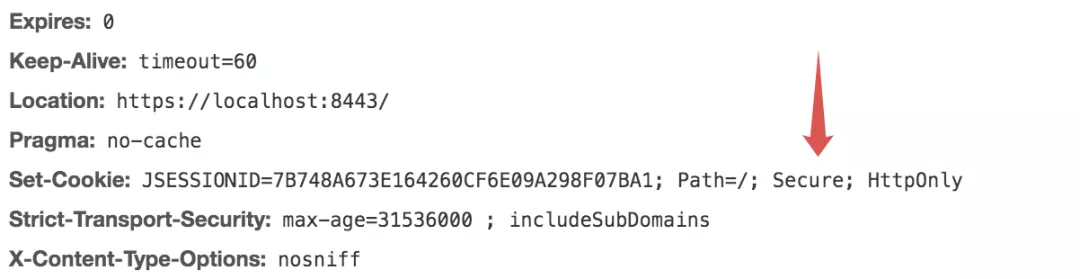 Expires: 0
Keep-Alive: timeout=60
Location: https://localhost:8443/
Pragma: no-cache
Set-Cookie: JSESSIONID=7B748A673E164260CF6E09A298F07BA1; Path=/; Secure; HttpOnly
Strict-Transport-Security: max-age=31536000 ; includeSubDomains
X-Content-Type-Options: nosniff